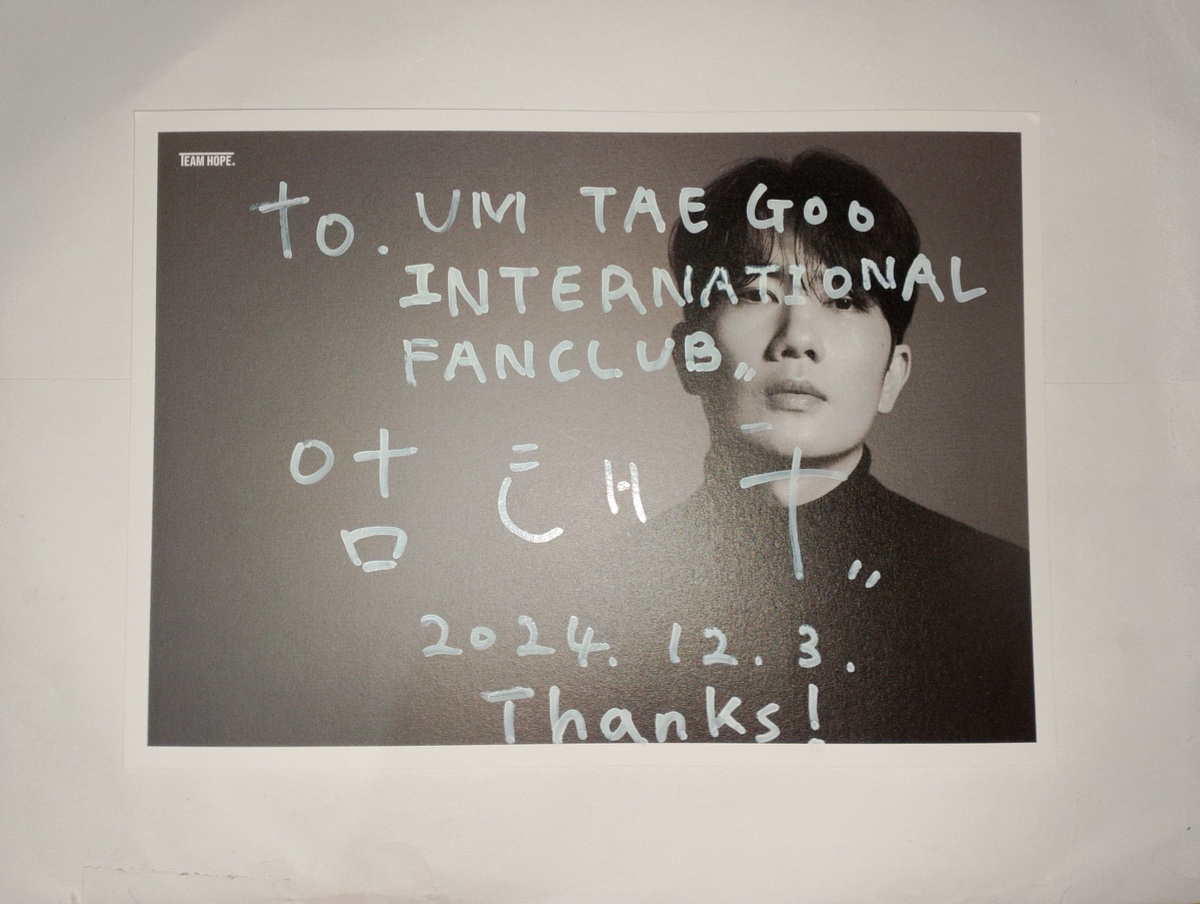 TEAM HOPE.
To. UM TAE GOO
INTERNATIONAL
FANCLUB〃
엄 태 구〃
2024. 12. 3.
Thanks!